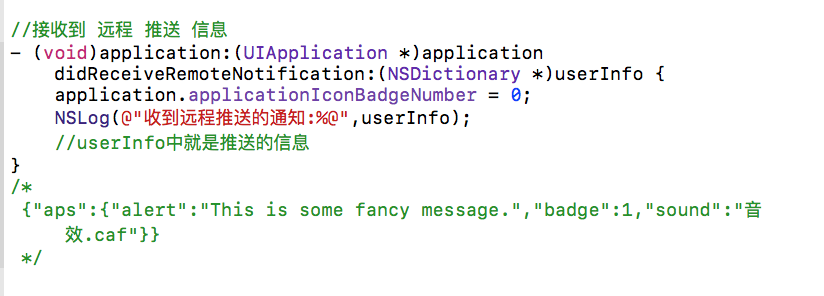 //接收到 远程 推送 信息
- (void)application:(UIApplication *)application
didReceiveRemoteNotification:(NSDictionary *)userInfo {
application.applicationIconBadgeNumber = 0;
NSLog(@"收到远程推送的通知:%@",userInfo);
//userInfo中就是推送的信息
}
/*
{"aps":{"alert":"This is some fancy message.","badge":1,"sound":"音
效.caf"}}
*/